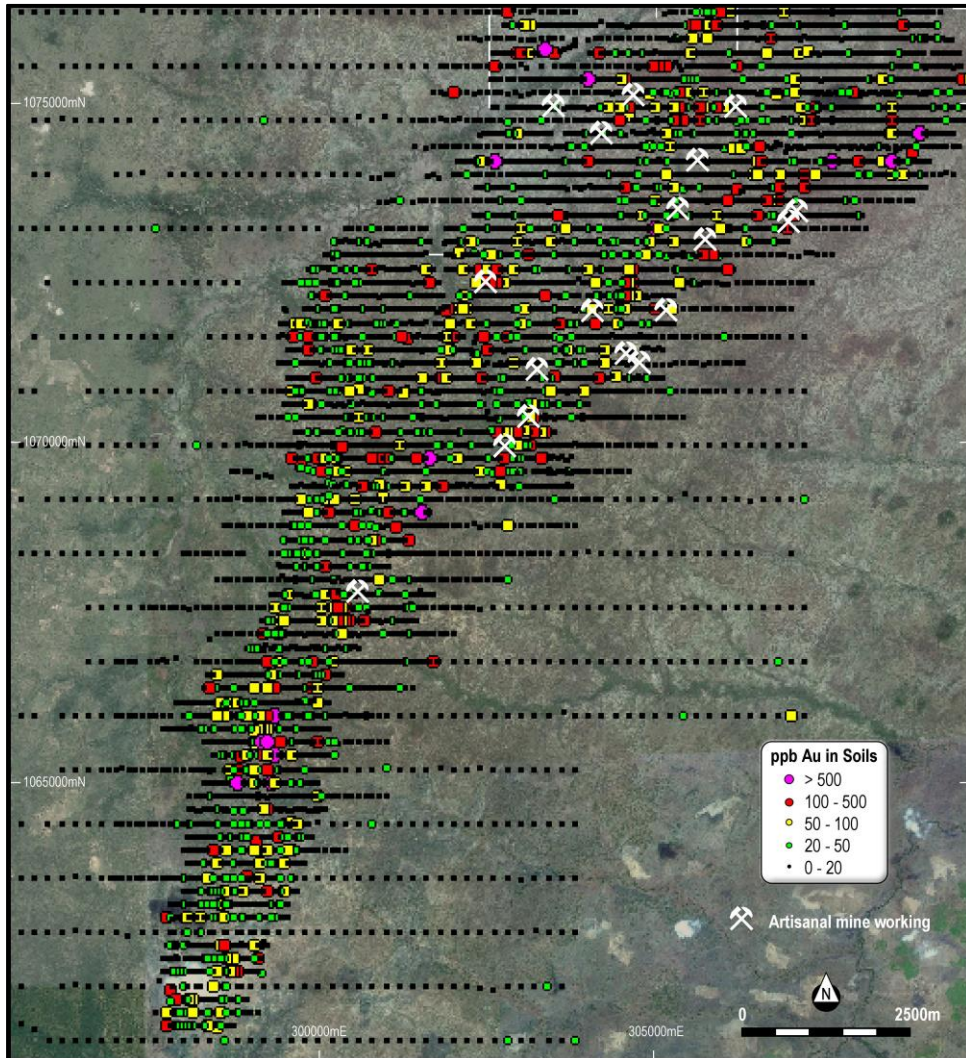 1075000mN
1070000mN
1065000mN
ppb Au in Soils
> 500
100 - 500
50 - 100
20 - 50
0 - 20
Artisanal mine working
N
300000mE
305000mE
0
2500m